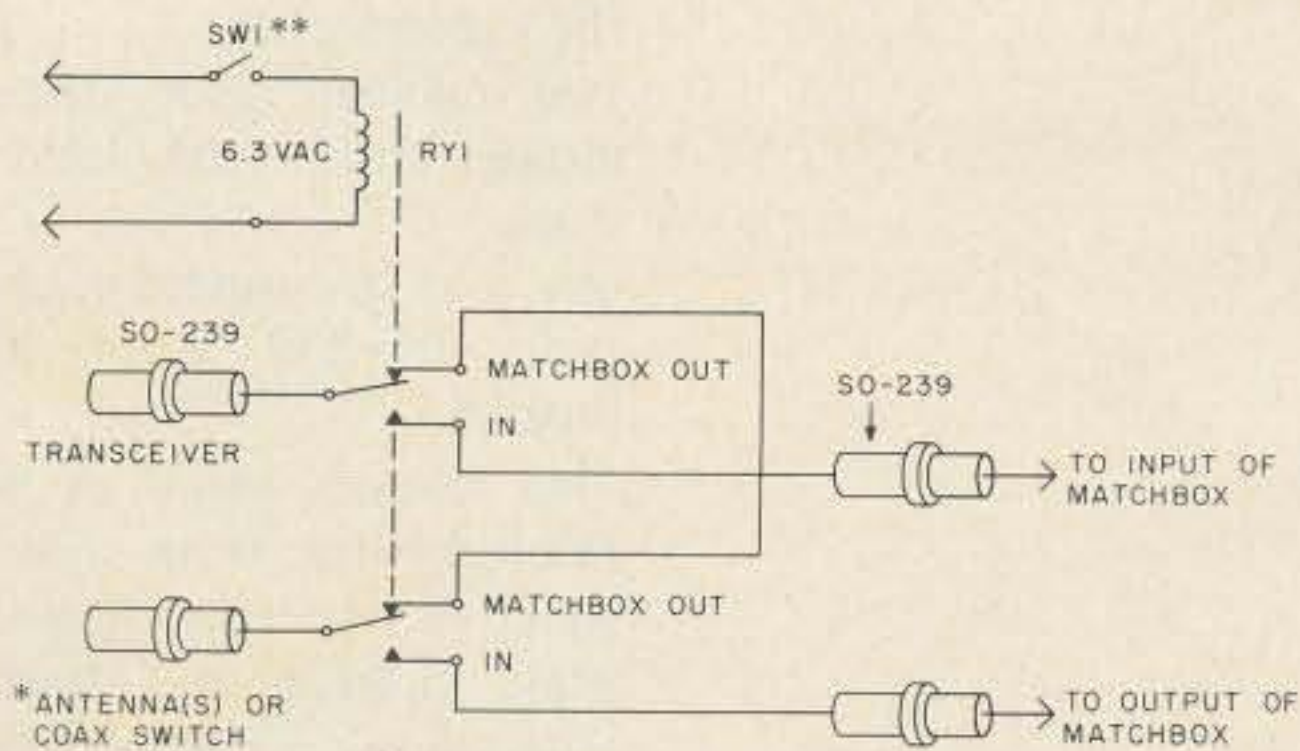 SW1**
6.3 VAC
RY1
SO-239
MATCHBOX OUT
SO-239
IN
TRANSCEIVER
TO INPUT OF
MATCHBOX
MATCHBOX OUT
IN
*ANTENNA(S) OR
COAX SWITCH
TO OUTPUT OF
MATCHBOX